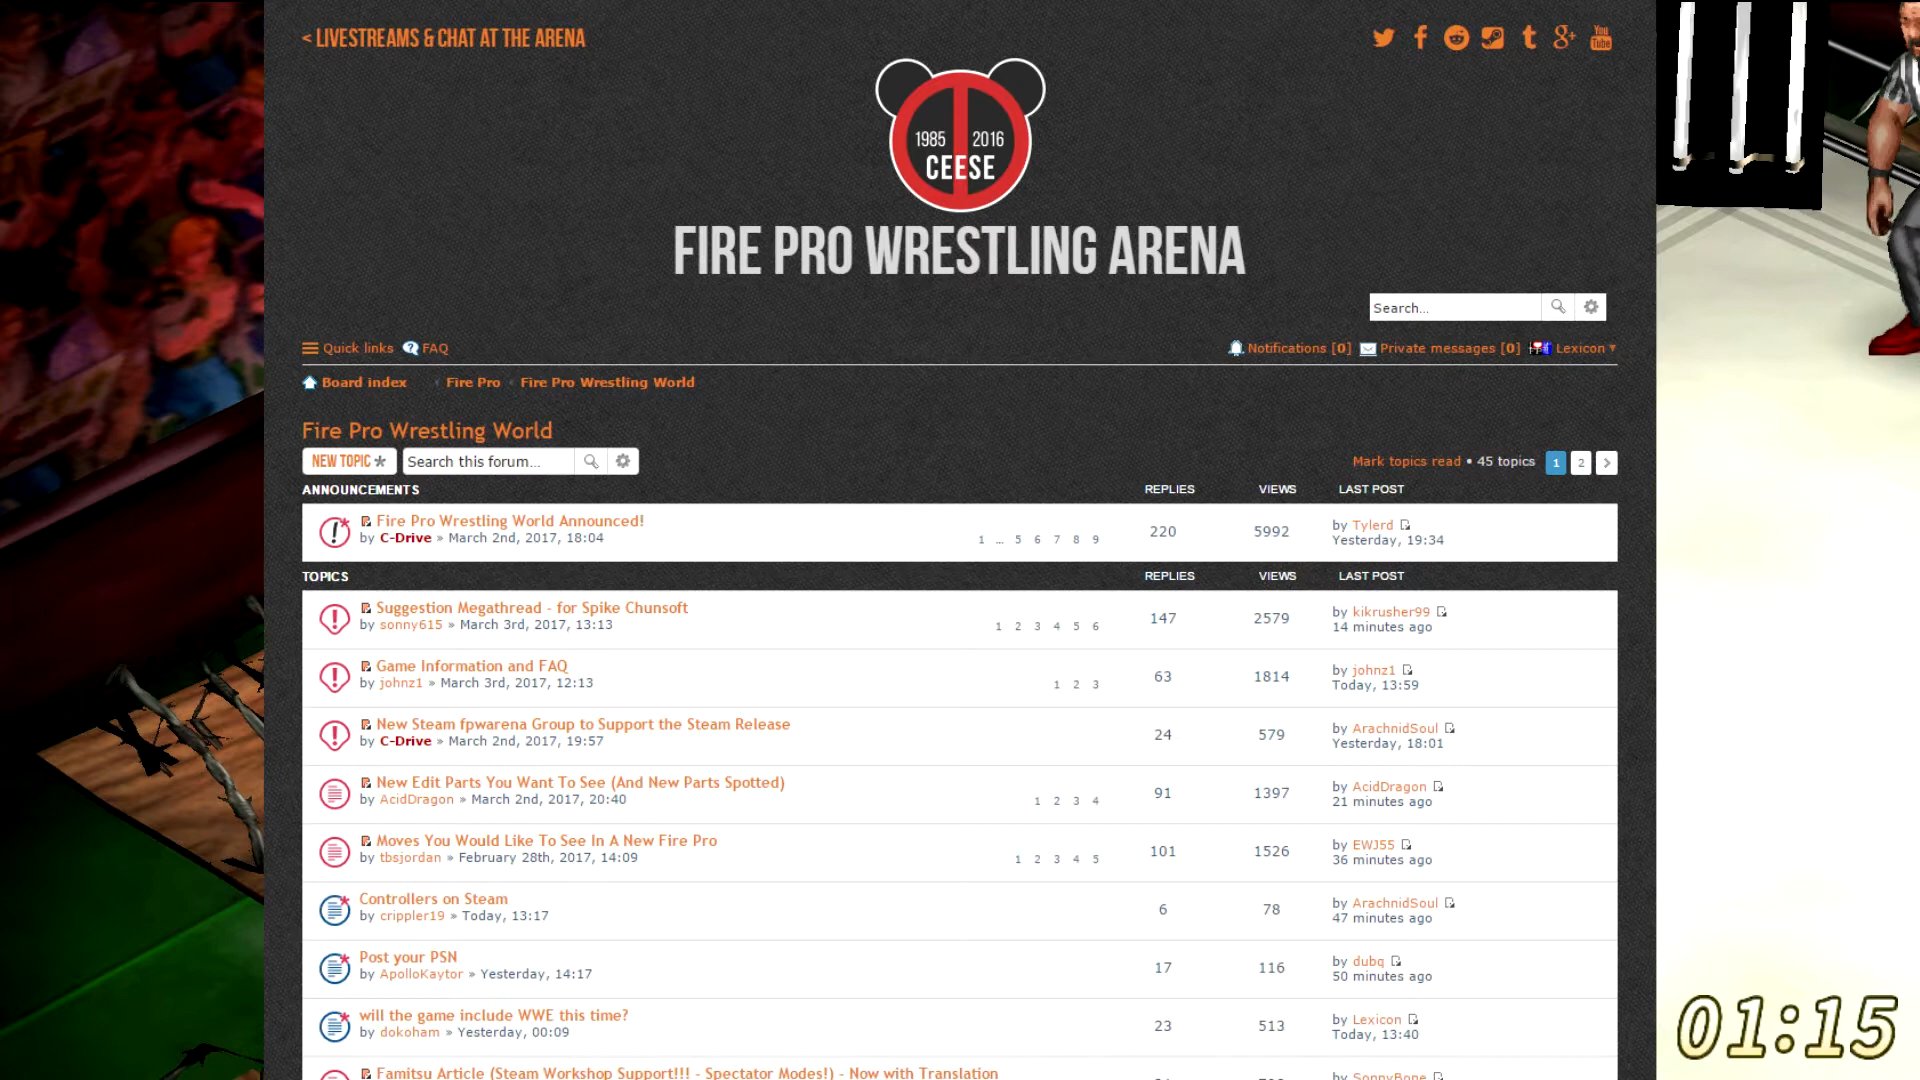 < LIVESTREAMS & CHAT AT THE ARENA
You Tube
1985 2016
CEESE
FIRE PRO WRESTLING ARENA
Search...
Quick links FAQ
Notifications [0] Private messages [0] Lexicon
Board index Fire Pro Fire Pro Wrestling World
Fire Pro Wrestling World
NEW TOPIC Search this forum...
Mark topics read • 45 topics 1 2
ANNOUNCEMENTS REPLIES VIEWS LAST POST
Fire Pro Wrestling World Announced!
by C-Drive » March 2nd, 2017, 18:04
1 ... 5 6 7 8 9
220 5992
by Tylerd
Yesterday, 19:34
TOPICS REPLIES VIEWS LAST POST
Suggestion Megathread - for Spike Chunsoft
by sonny615 » March 3rd, 2017, 13:13
1 2 3 4 5 6
147 2579
by kikrusher99
14 minutes ago
Game Information and FAQ
by johnz1 » March 3rd, 2017, 12:13
1 2 3
63 1814
by johnz1
Today, 13:59
New Steam fpwarena Group to Support the Steam Release
by C-Drive » March 2nd, 2017, 19:57
24 579
by ArachnidSoul
Yesterday, 18:01
New Edit Parts You Want To See (And New Parts Spotted)
by AcidDragon » March 2nd, 2017, 20:40
1 2 3 4
91 1397
by AcidDragon
21 minutes ago
Moves You Would Like To See In A New Fire Pro
by tbsjordan » February 28th, 2017, 14:09
1 2 3 4 5
101 1526
by EWJ55
36 minutes ago
Controllers on Steam
by crippler19 » Today, 13:17
6 78
by ArachnidSoul
47 minutes ago
Post your PSN
by ApolloKaytor » Yesterday, 14:17
17 116
by dubq
50 minutes ago
will the game include WWE this time?
by dokoham » Yesterday, 00:09
23 513
by Lexicon
Today, 13:40
Famitsu Article (Steam Workshop Support!!! - Spectator Modes!) - Now with Translation
by SonnyBone
01:15